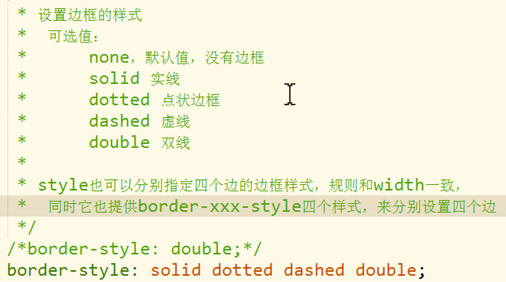 * 设置边框的样式
* 可选值：
* none，默认值，没有边框
* solid 实线
* dotted 点状边框
* dashed 虚线
* double 双线
*
* style也可以分别指定四个边的边框样式，规则和width一致，
* 同时它也提供border-xxx-style四个样式，来分别设置四个边
*/
/*border-style: double;*/
border-style: solid dotted dashed double;